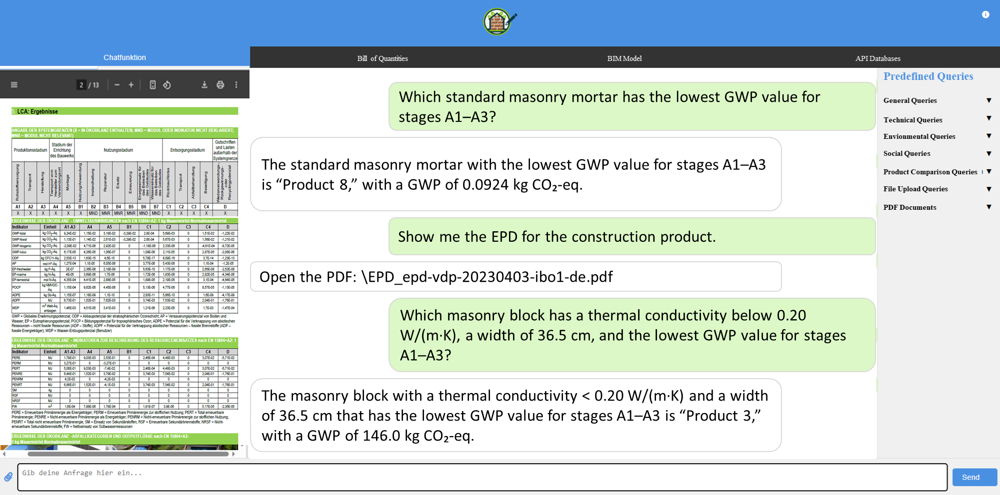 Chatfunktion
Bill of Quantities
BIM Model
API Databases
2 / 13
5. LCA: Ergebnisse
ANGABE DER SYSTEMGRENZEN (X = IN ÖKOBILANZ ENTHALTEN; MND = MODUL ODER INDIKATOR NICHT DEKLARIERT;
MNR = MODUL NICHT RELEVANT)
Produktionsstadium
Stadium der
Errichtung
des Bauwerks
Nutzungsstadium
Entsorgungsstadium
Gutschriften
und Lasten
außerhalb der
Systemgrenze
Rohstoffversorgung
Transport
Herstellung
Transport vom
Hersteller zum
Verwendungsort
Montage
Nutzung/Anwendung
Instandhaltung
Reparatur
Ersatz
Erneuerung
Energieeinsatz für
das Betreiben
des Gebäudes
Wassereinsatz für
das Betreiben
des Gebäudes
Rückbau/Abriss
Transport
Abfallbehandlung
Beseitigung
Wiederverwendungs-,
Rückgewinnungs-
oder
Recyclingpotenzial
A1 A2 A3 A4 A5 B1 B2 B3 B4 B5 B6 B7 C1 C2 C3 C4 D
X X X X X X MND MNR MNR MNR MND MND X X X X X
ERGEBNISSE DER ÖKOBILANZ – UMWELTAUSWIRKUNGEN nach EN 15804+A2: 1 kg Mauermörtel-Normalmauermörtel
Indikator Einheit A1-A3 A4 A5 B1 C1 C2 C3 C4 D
GWP-total kg CO₂-Äq. 9,24E-02 1,15E-02 3,18E-02 -3,29E-02 2,8E-04 5,69E-03 0 1,51E-02 -1,22E-02
GWP-fossil kg CO₂-Äq. 1,13E-01 1,14E-02 2,61E-03 -3,29E-02 2,8E-04 5,67E-03 0 1,56E-02 -1,21E-02
GWP-biogenic kg CO₂-Äq. -2,09E-02 4,71E-06 2,92E-02 0 -1,18E-06 2,33E-06 0 -4,61E-04 -8,72E-05
GWP-luluc kg CO₂-Äq. 6,17E-05 4,26E-05 1,06E-07 0 1,09E-06 2,11E-05 0 2,87E-05 -2,08E-06
ODP kg CFC11-Äq. 2,53E-13 1,63E-15 4,5E-15 0 5,78E-17 8,09E-16 0 3,7E-14 -1,23E-13
AP mol H⁺-Äq. 1,27E-04 1,1E-05 6,05E-06 0 3,77E-06 5,43E-06 0 1,1E-04 -1,2E-05
EP-freshwater kg P-Äq. 2E-07 2,36E-08 2,18E-09 0 5,63E-10 1,17E-08 0 2,65E-08 -2,52E-08
EP-marine kg N-Äq. 4E-05 3,69E-06 1,7E-06 0 1,72E-06 1,83E-06 0 2,82E-05 -4,34E-06
EP-terrestrial mol N-Äq. 4,35E-04 4,41E-05 2,88E-05 0 1,89E-05 2,19E-05 0 3,1E-04 -4,64E-05
POCP kg NMVOC-Äq. 1,15E-04 9,62E-06 4,45E-06 0 5,13E-06 4,77E-06 0 8,57E-05 -1,13E-05
ADPE kg Sb-Äq. 1,15E-07 1,18E-09 1,1E-10 0 2,83E-11 5,86E-10 0 1,6E-09 -4,17E-09
ADPF MJ 6,73E-01 1,52E-01 7,62E-03 0 3,74E-03 7,53E-02 0 2,04E-01 -1,76E-01
WDP m³ Welt-Äq. entzogen 1,46E-03 4,51E-05 3,41E-03 0 1,21E-06 2,23E-05 0 1,7E-03 -1,47E-04
GWP = Globales Erwärmungspotenzial; ODP = Abbaupotenzial der stratosphärischen Ozonschicht; AP = Versauerungspotenzial von Boden und
Wasser; EP = Eutrophierungspotenzial; POCP = Bildungspotenzial für troposphärisches Ozon; ADPE = Potenzial für die Verknappung von abiotischen
Ressourcen – nicht fossile Ressourcen (ADP – Stoffe); ADPF = Potenzial für die Verknappung abiotischer Ressourcen – fossile Brennstoffe (ADP –
fossile Energieträger); WDP = Wasser-Entzugspotenzial (Benutzer)
ERGEBNISSE DER ÖKOBILANZ – INDIKATOREN ZUR BESCHREIBUNG DES RESSOURCENEINSATZES nach EN 15804+A2: 1
kg Mauermörtel-Normalmauermörtel
Indikator Einheit A1-A3 A4 A5 B1 C1 C2 C3 C4 D
PERE MJ 1,79E-01 9,03E-03 2,53E-01 0 2,46E-04 4,48E-03 0 3,07E-02 -5,71E-02
PERM MJ 3,27E-01 0 -3,27E-01 0 0 0 0 0 0
PERT MJ 5,06E-01 9,03E-03 -7,4E-02 0 2,46E-04 4,48E-03 0 3,07E-02 -5,71E-02
PENRE MJ 6,44E-01 1,52E-01 3,79E-02 0 3,74E-03 7,54E-02 0 2,04E-01 -1,76E-01
PENRM MJ 4,2E-02 0 -4,2E-02 0 0 0 0 0 0
PENRT MJ 6,86E-01 1,52E-01 -4,1E-03 0 3,74E-03 7,54E-02 0 2,04E-01 -1,76E-01
SM kg 0 0 0 0 0 0 0 0 0
RSF MJ 0 0 0 0 0 0 0 0 0
NRSF MJ 0 0 0 0 0 0 0 0 0
FW m³ 1,6E-04 7,88E-06 1,78E-04 0 1,91E-07 3,9E-06 0 5,17E-05 -2,36E-05
PERE = Erneuerbare Primärenergie als Energieträger; PERM = Erneuerbare Primärenergie zur stofflichen Nutzung; PERT = Total erneuerbare
Primärenergie; PENRE = Nicht-erneuerbare Primärenergie als Energieträger; PENRM = Nicht-erneuerbare Primärenergie zur stofflichen Nutzung;
PENRT = Total nicht erneuerbare Primärenergie; SM = Einsatz von Sekundärstoffen; RSF = Erneuerbare Sekundärbrennstoffe; NRSF = Nicht-
erneuerbare Sekundärbrennstoffe; FW = Nettoeinsatz von Süßwasserressourcen
ERGEBNISSE DER ÖKOBILANZ –ABFALLKATEGORIEN UND OUTPUTFLÜSSE nach EN 15804+A2:
1 kg Mauermörtel-Normalmauermörtel
Which standard masonry mortar has the lowest GWP value for
stages A1–A3?
The standard masonry mortar with the lowest GWP value for stages A1–A3
is “Product 8,” with a GWP of 0.0924 kg CO₂-eq.
Show me the EPD for the construction product.
Open the PDF: \EPD_epd-vdp-20230403-ibo1-de.pdf
Which masonry block has a thermal conductivity below 0.20
W/(m·K), a width of 36.5 cm, and the lowest GWP value for stages
A1–A3?
The masonry block with a thermal conductivity < 0.20 W/(m·K) and a width
of 36.5 cm that has the lowest GWP value for stages A1–A3 is “Product 3,”
with a GWP of 146.0 kg CO₂-eq.
Predefined Queries
General Queries
Technical Queries
Envionmental Queries
Social Queries
Product Comparison Queries
File Upload Queries
PDF Documents
Gib deine Anfrage hier ein...
Send